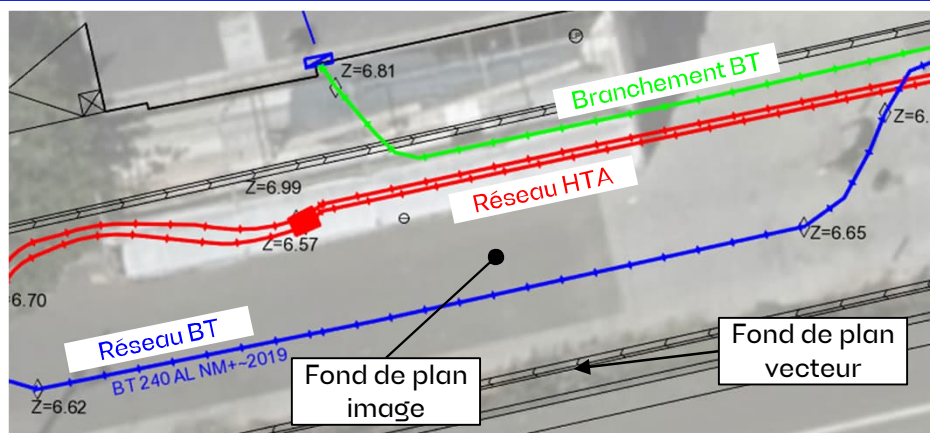 Z=6.81
Branchement BT
Z=6.
Z=6.99
Réseau HTA
Z=6.57
Z=6.65
6.70
Réseau BT
BT 240 AL NM+~2019
Fond de plan
image
Fond de plan
vecteur
Z=6.62